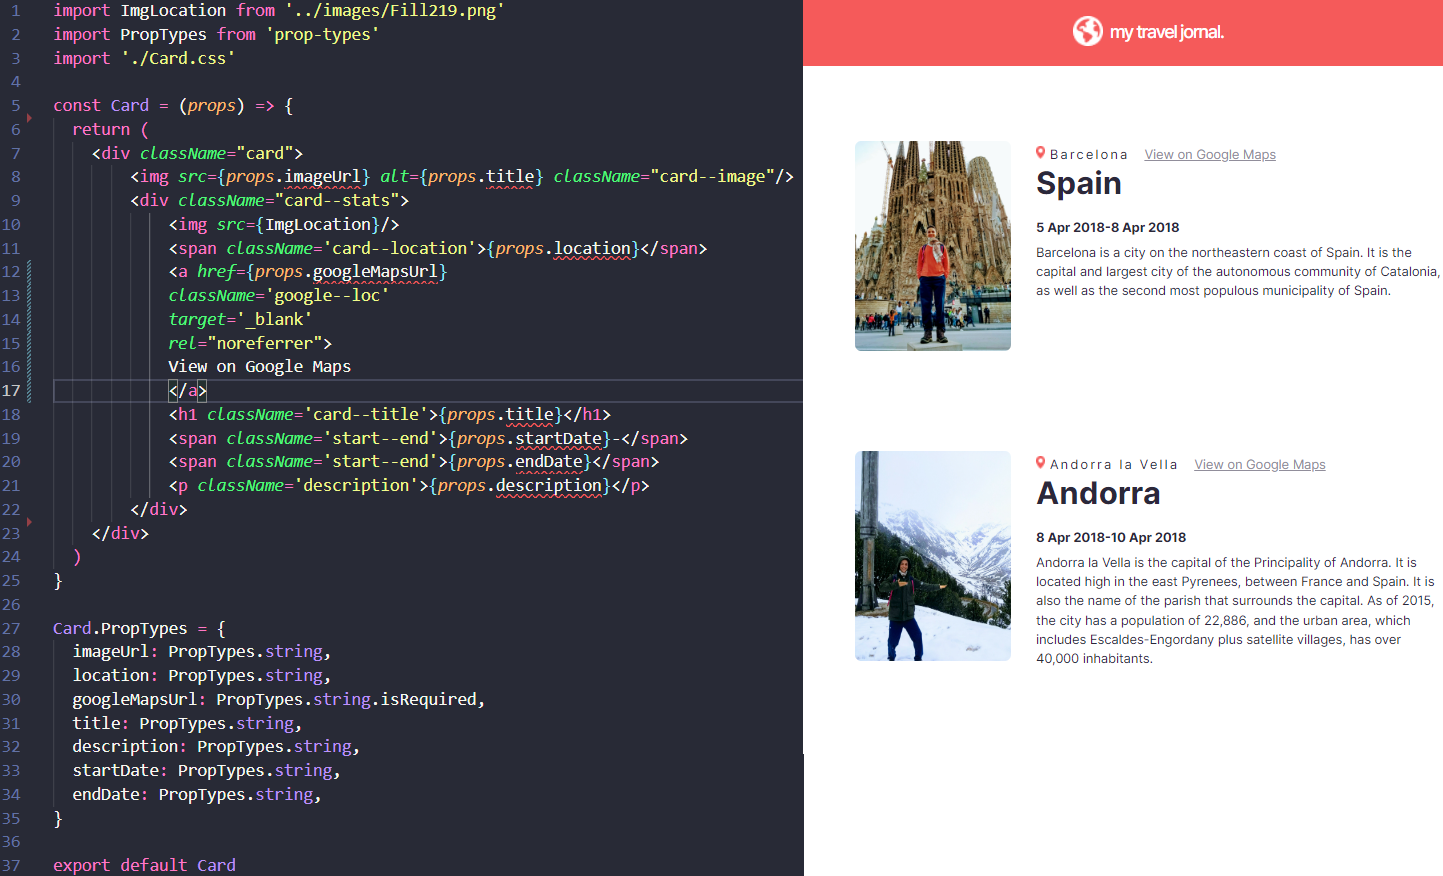 1 import ImgLocation from '../images/Fill219.png'
2 import PropTypes from 'prop-types'
3 import './Card.css'
4
5 const Card = (props) => {
6 return (
7 <div className="card">
8 <img src={props.imageUrl} alt={props.title} className="card--image"/>
9 <div className="card--stats">
10 <img src={ImgLocation}/>
11 <span className='card--location'>{props.location}</span>
12 <a href={props.googleMapsUrl}
13 className='google--loc'
14 target='_blank'
15 rel="noreferrer">
16 View on Google Maps
17 </a>
18 <h1 className='card--title'>{props.title}</h1>
19 <span className='start--end'>{props.startDate}-</span>
20 <span className='start--end'>{props.endDate}</span>
21 <p className='description'>{props.description}</p>
22 </div>
23 </div>
24 )
25 }
26
27 Card.PropTypes = {
28 imageUrl: PropTypes.string,
29 location: PropTypes.string,
30 googleMapsUrl: PropTypes.string.isRequired,
31 title: PropTypes.string,
32 description: PropTypes.string,
33 startDate: PropTypes.string,
34 endDate: PropTypes.string,
35 }
36
37 export default Card
my travel jornal.
Barcelona View on Google Maps
Spain
5 Apr 2018-8 Apr 2018
Barcelona is a city on the northeastern coast of Spain. It is the
capital and largest city of the autonomous community of Catalonia,
as well as the second most populous municipality of Spain.
Andorra la Vella View on Google Maps
Andorra
8 Apr 2018-10 Apr 2018
Andorra la Vella is the capital of the Principality of Andorra. It is
located high in the east Pyrenees, between France and Spain. It is
also the name of the parish that surrounds the capital. As of 2015,
the city has a population of 22,886, and the urban area, which
includes Escaldes-Engordany plus satellite villages, has over
40,000 inhabitants.